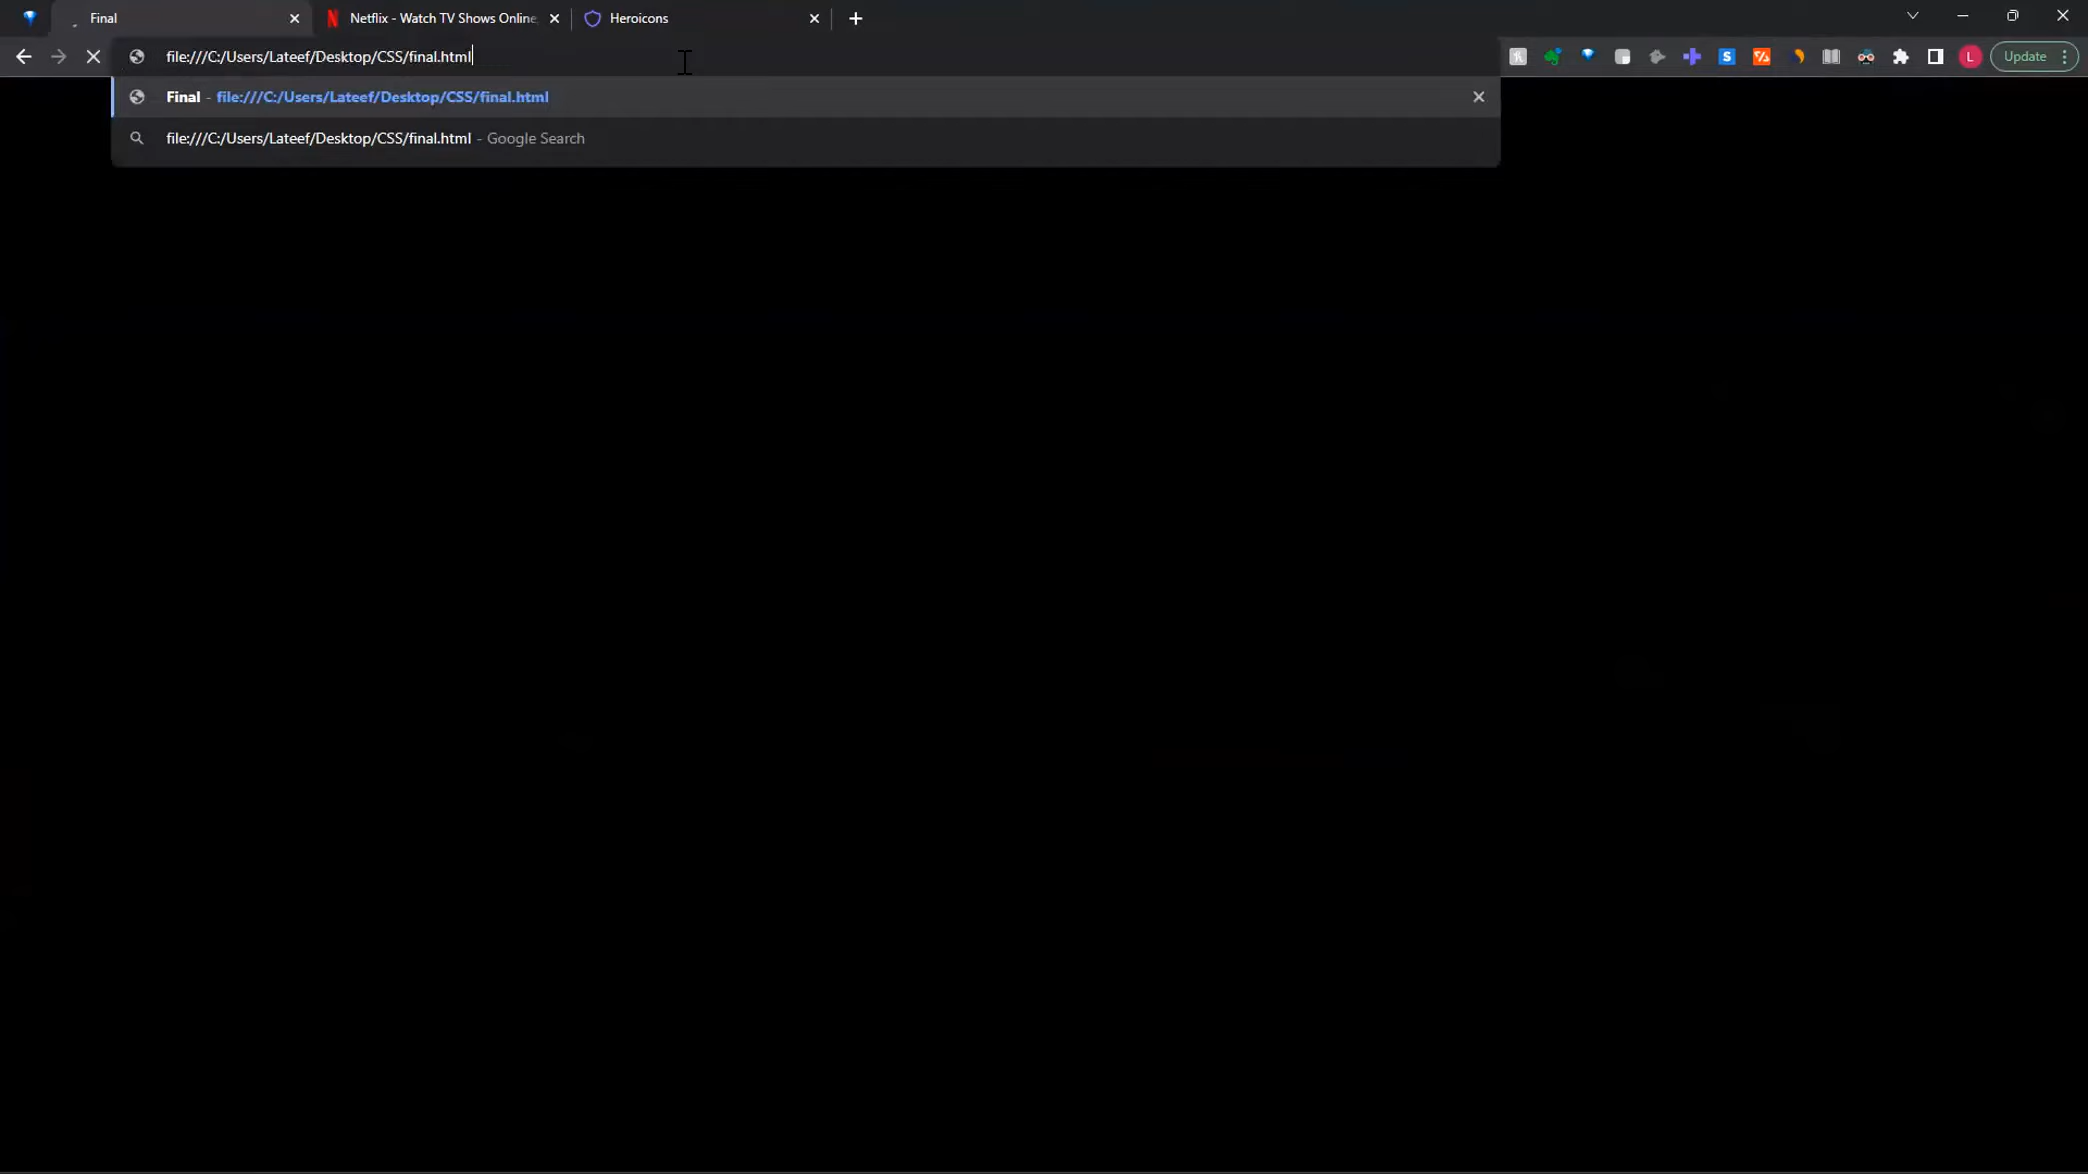 Final
Netflix - Watch TV Shows Online,
Heroicons
file:///C:/Users/Lateef/Desktop/CSS/final.html
L
Update
Final - file:///C:/Users/Lateef/Desktop/CSS/final.html
file:///C:/Users/Lateef/Desktop/CSS/final.html - Google Search